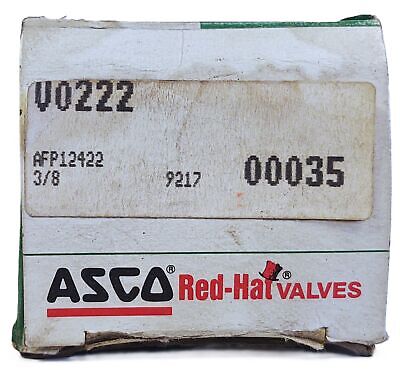 V0222
AFP12422
3/8 9217 00035
ASCO® Red-Hat® VALVES